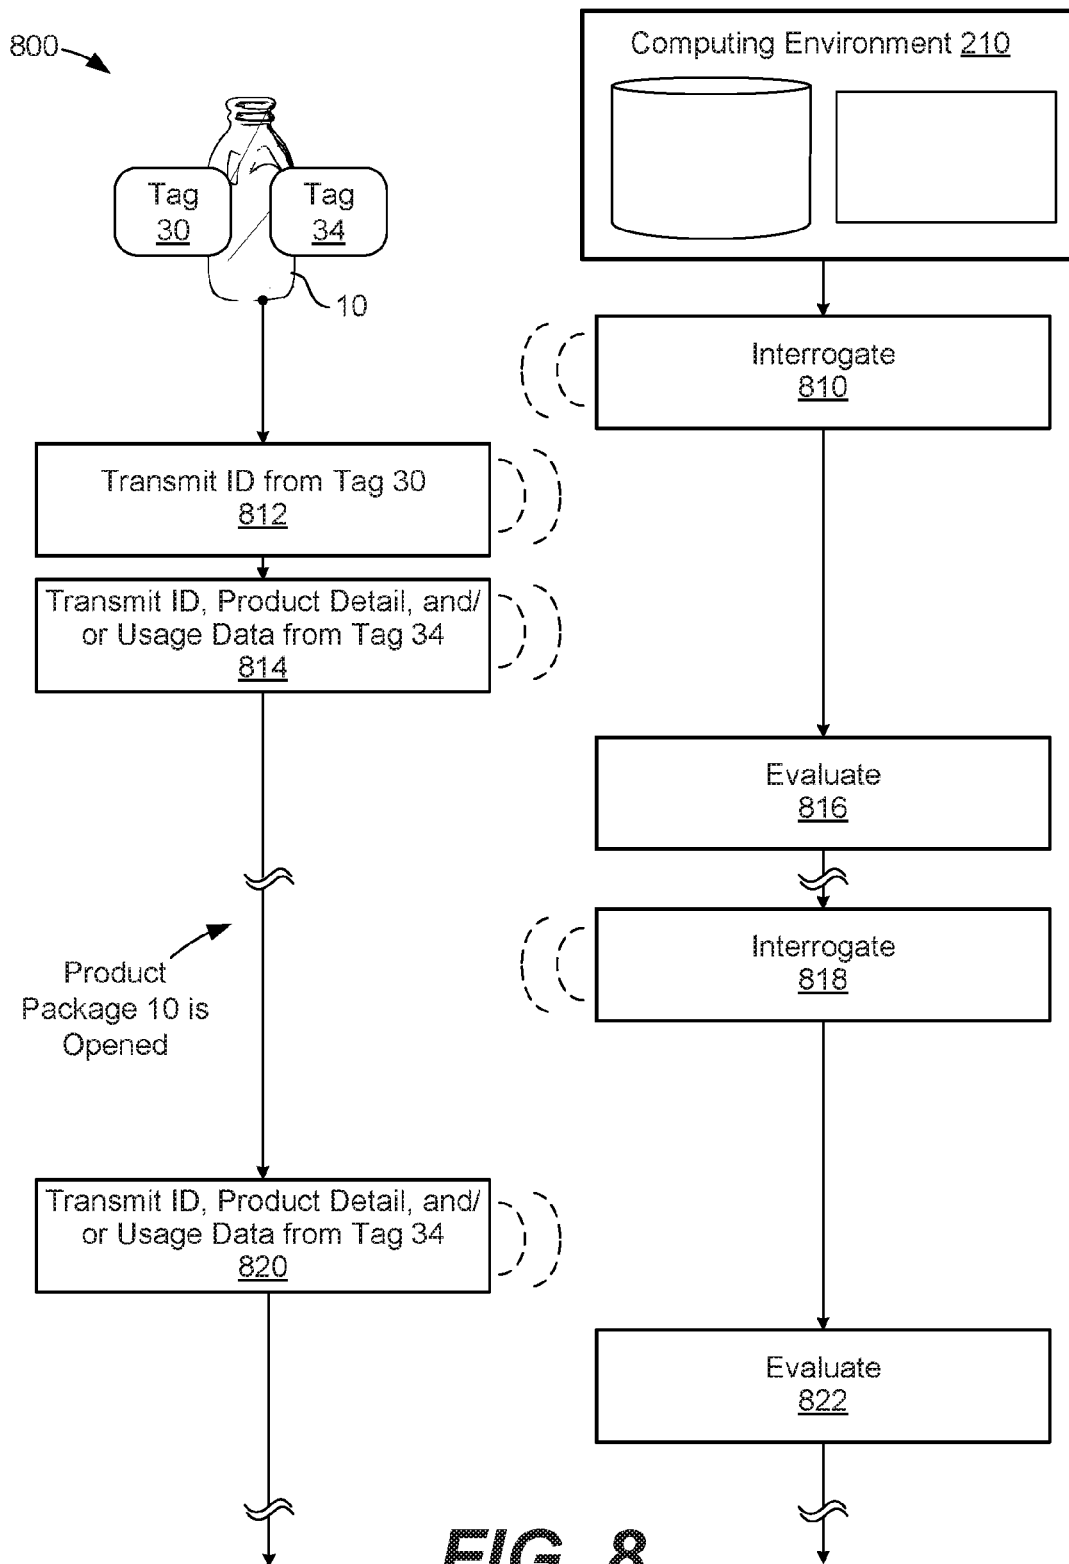 800
Computing Environment 210
Tag
30
Tag
34
10
Interrogate
810
Transmit ID from Tag 30
812
Transmit ID, Product Detail, and/
or Usage Data from Tag 34
814
Evaluate
816
Interrogate
818
Product
Package 10 is
Opened
Transmit ID, Product Detail, and/
or Usage Data from Tag 34
820
Evaluate
822
FIG. 8